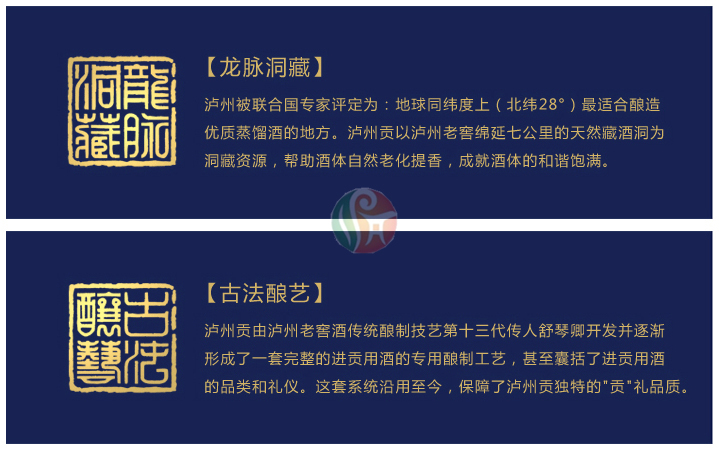 龍脈
洞藏
【龙脉洞藏】
泸州被联合国专家评定为：地球同纬度上（北纬28°）最适合酿造
优质蒸馏酒的地方。泸州贡以泸州老窖绵延七公里的天然藏酒洞为
洞藏资源，帮助酒体自然老化提香，成就酒体的和谐饱满。
古法
釀藝
【古法酿艺】
泸州贡由泸州老窖酒传统酿制技艺第十三代传人舒琴卿开发并逐渐
形成了一套完整的进贡用酒的专用酿制工艺，甚至囊括了进贡用酒
的品类和礼仪。这套系统沿用至今，保障了泸州贡独特的"贡"礼品质。